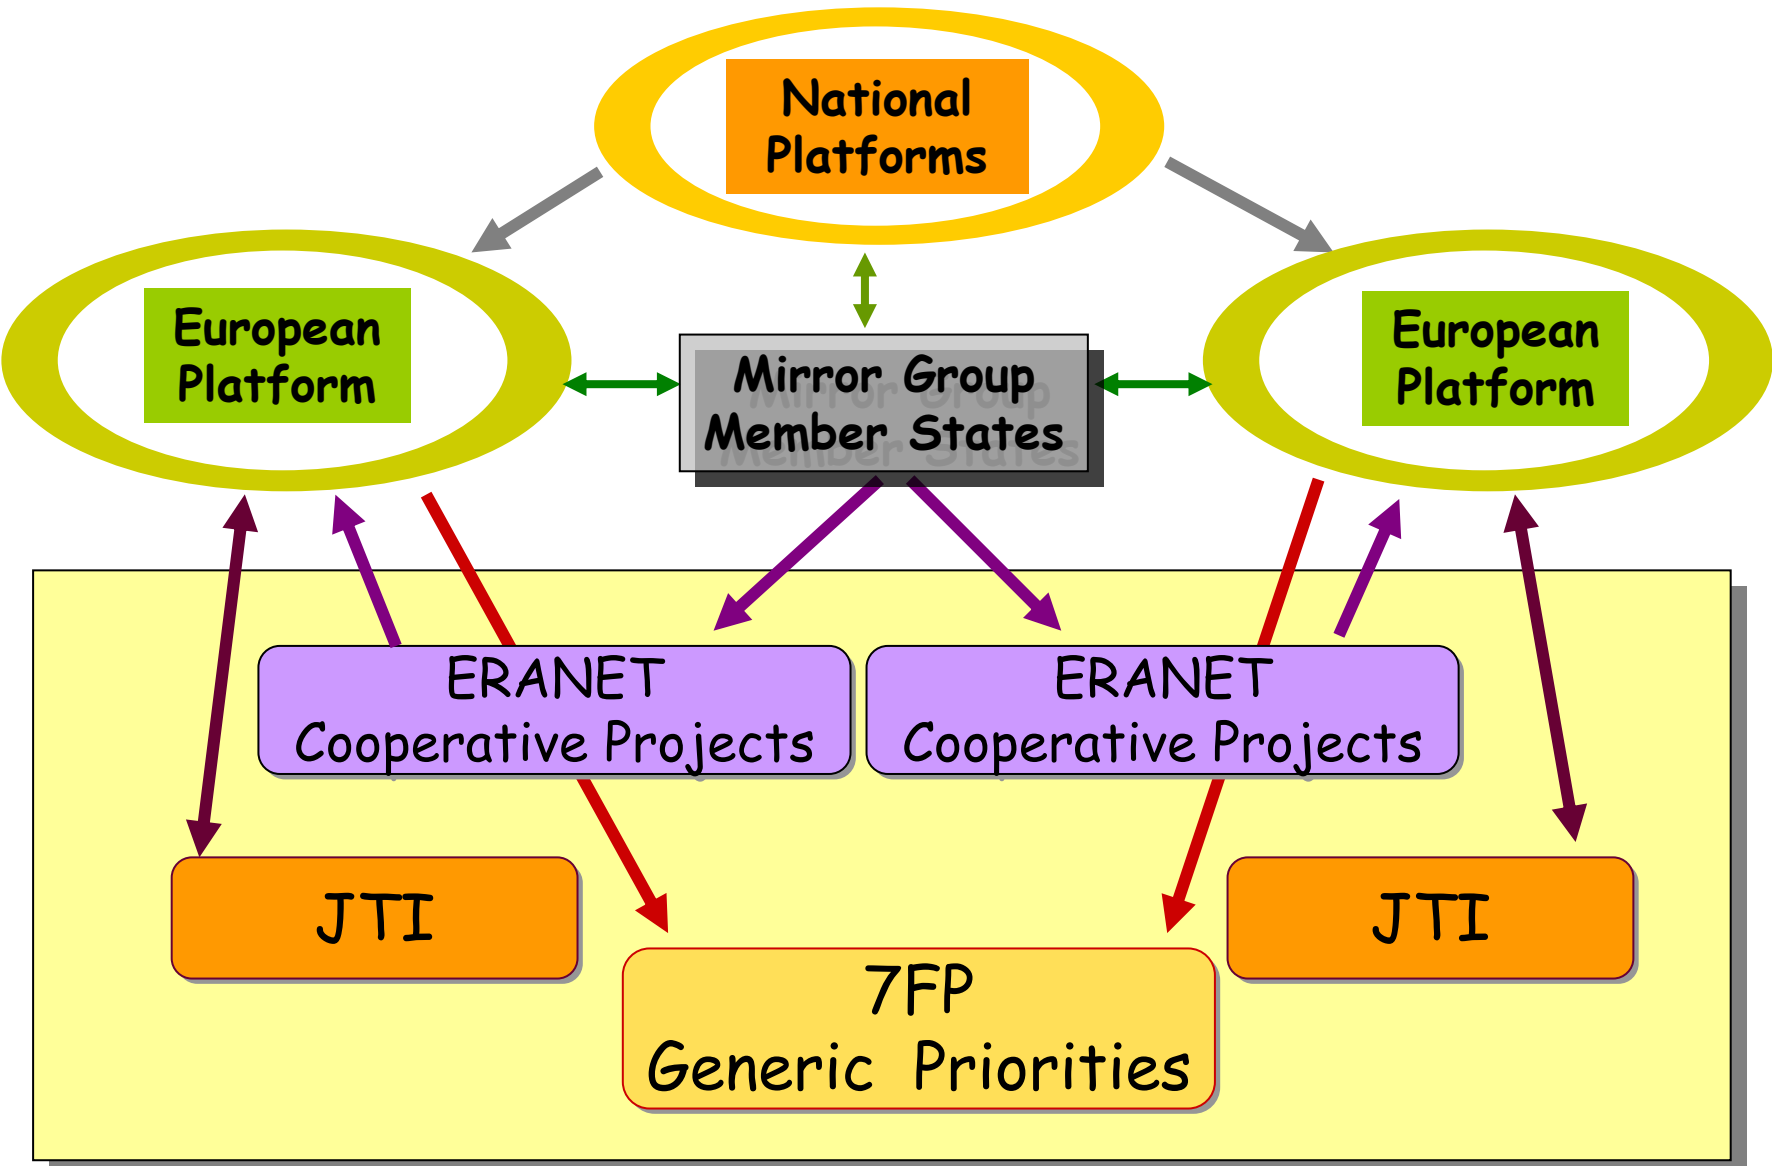 National
Platforms
European
Platform
Mirror Group
Member States
European
Platform
ERANET
Cooperative Projects
ERANET
Cooperative Projects
JTI
JTI
7FP
Generic Priorities